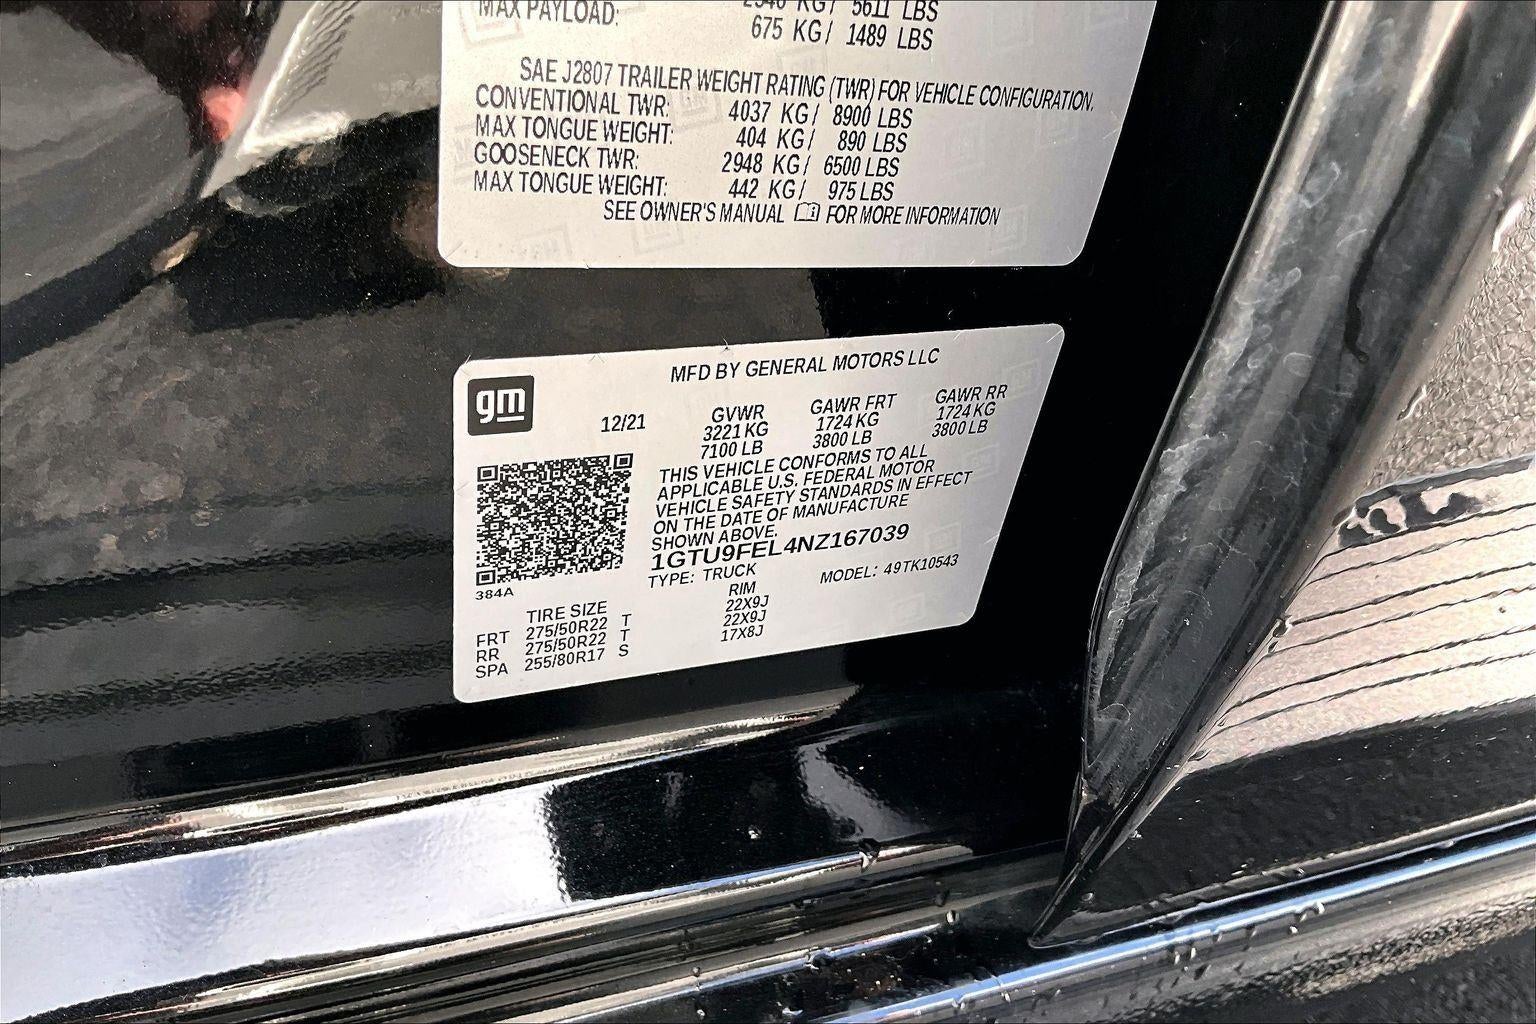 2546 KG/ 5611 LBS
MAX PAYLOAD: 675 KG/ 1489 LBS
SAE J2807 TRAILER WEIGHT RATING (TWR) FOR VEHICLE CONFIGURATION.
CONVENTIONAL TWR: 4037 KG/ 8900 LBS
MAX TONGUE WEIGHT: 404 KG/ 890 LBS
GOOSENECK TWR: 2948 KG/ 6500 LBS
MAX TONGUE WEIGHT: 442 KG/ 975 LBS
SEE OWNER'S MANUAL FOR MORE INFORMATION
gm
MFD BY GENERAL MOTORS LLC
12/21 GVWR GAWR FRT GAWR RR
3221 KG 1724 KG 1724 KG
7100 LB 3800 LB 3800 LB
THIS VEHICLE CONFORMS TO ALL
APPLICABLE U.S. FEDERAL MOTOR
VEHICLE SAFETY STANDARDS IN EFFECT
ON THE DATE OF MANUFACTURE
SHOWN ABOVE.
1GTU9FEL4NZ167039
TYPE: TRUCK MODEL: 49TK10543
384A
TIRE SIZE RIM
FRT 275/50R22 T 22X9J
RR 275/50R22 T 22X9J
SPA 255/80R17 S 17X8J